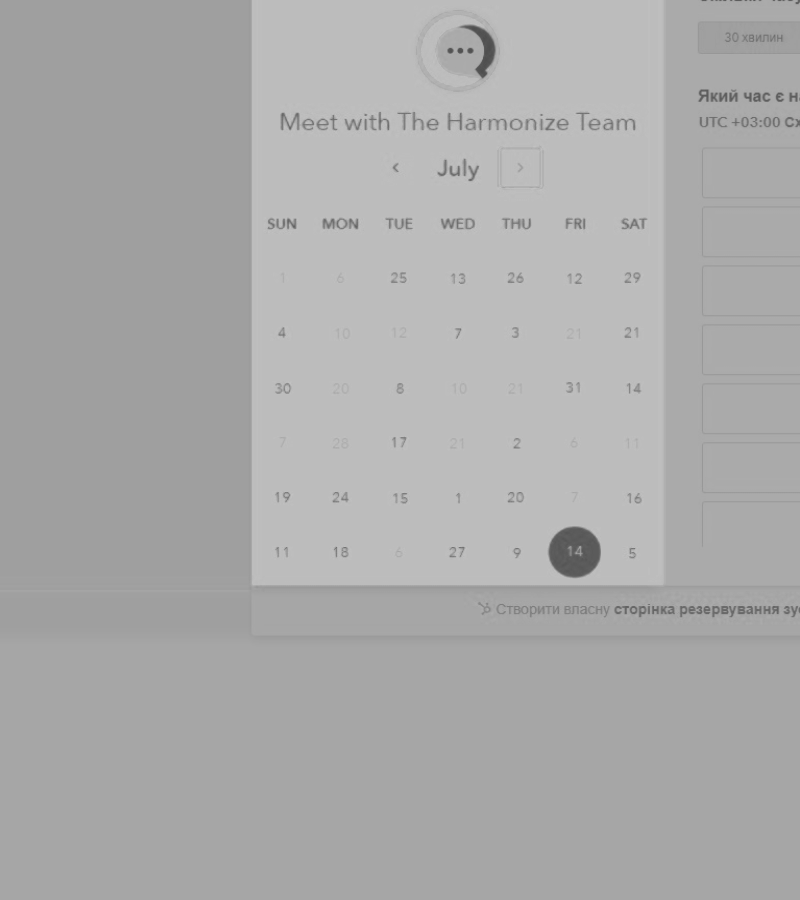 30 хвилин
Який час є
UTC +03:00
Meet with The Harmonize Team
July
SUN MON TUE WED THU FRI SAT
1 6 25 13 26 12 29
4 10 12 7 3 21 21
30 20 8 10 21 31 14
7 28 17 21 2 6 11
19 24 15 1 20 7 16
11 18 6 27 9 14 5
Створити власну сторінка резервування